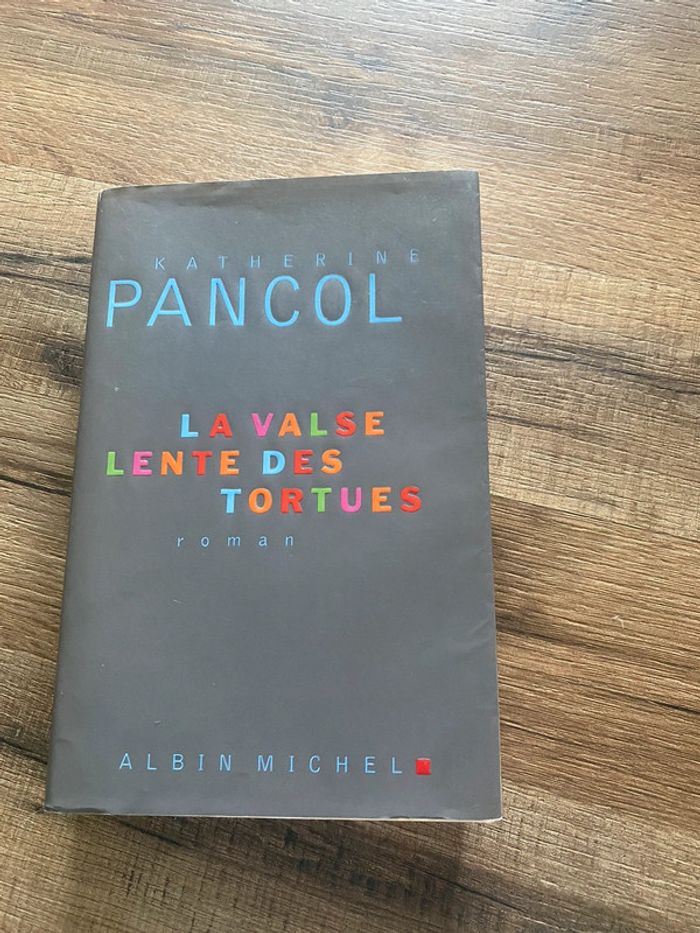 KATHERINE
PANCOL
LA VALSE
LENTE DES
TORTUES
roman
ALBIN MICHEL